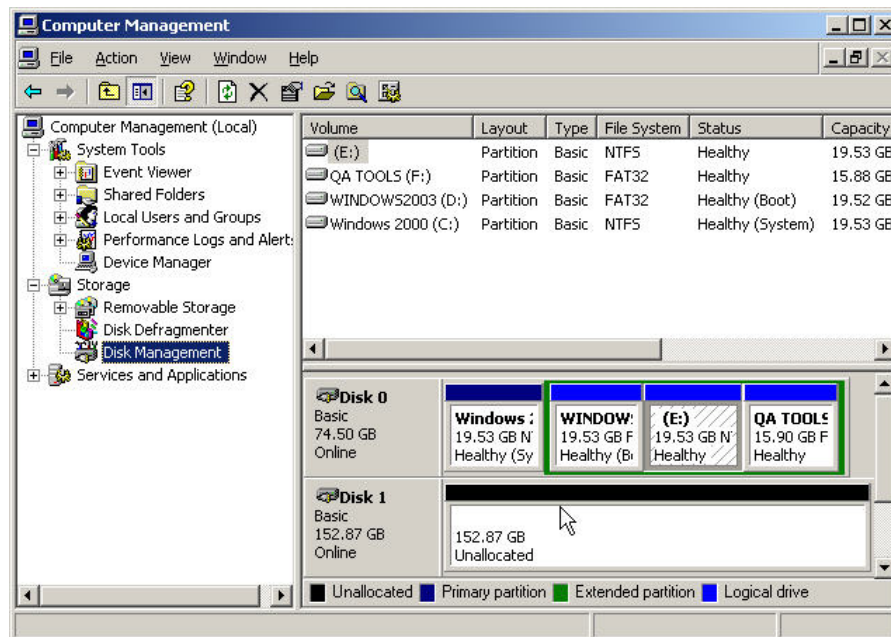 Computer Management
File Action View Window Help
Computer Management (Local)
System Tools
Event Viewer
Shared Folders
Local Users and Groups
Performance Logs and Alert:
Device Manager
Storage
Removable Storage
Disk Defragmenter
Disk Management
Services and Applications
Volume Layout Type File System Status Capacity
(E:) Partition Basic NTFS Healthy 19.53 GB
QA TOOLS (F:) Partition Basic FAT32 Healthy 15.88 GB
WINDOWS2003 (D:) Partition Basic FAT32 Healthy (Boot) 19.52 GB
Windows 2000 (C:) Partition Basic NTFS Healthy (System) 19.53 GB
Disk 0
Basic
74.50 GB
Online
Windows :
19.53 GB N
Healthy (Sy
WINDOW:
19.53 GB F
Healthy (B
(E:)
19.53 GB N
Healthy
QA TOOLS
15.90 GB F
Healthy
Disk 1
Basic
152.87 GB
Online
152.87 GB
Unallocated
Unallocated Primary partition Extended partition Logical drive